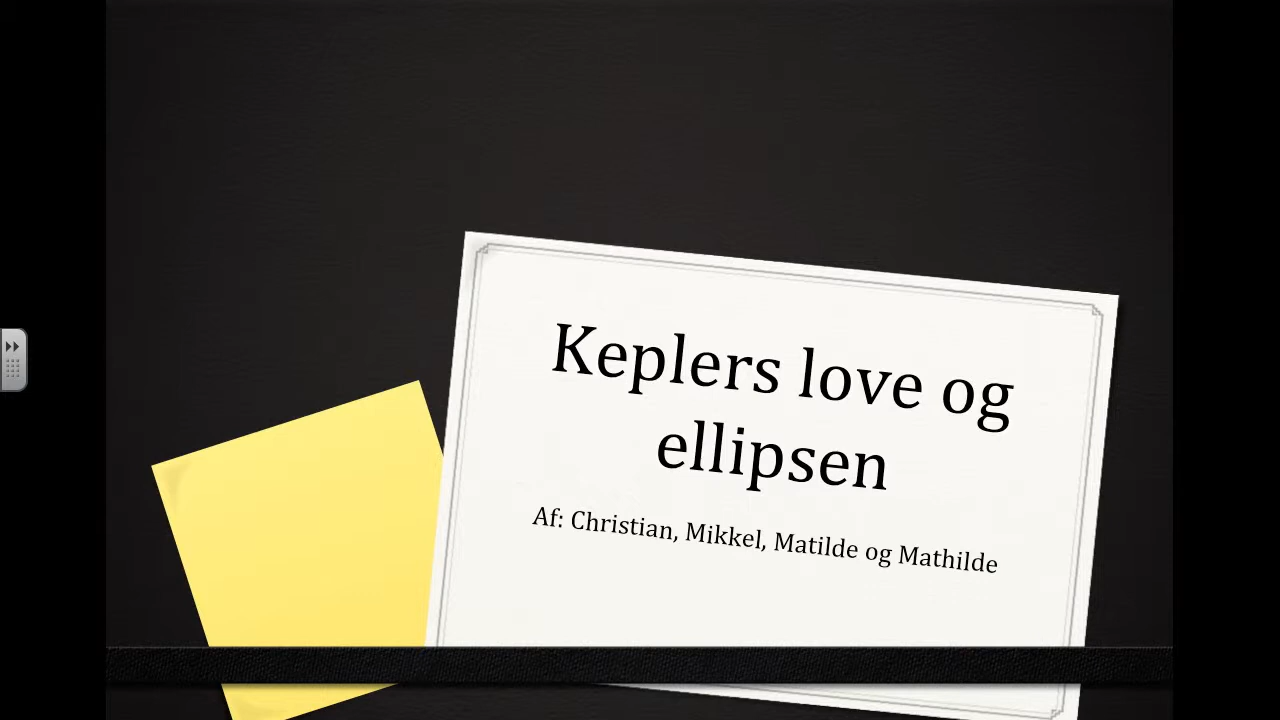 Keplers love og
ellipsen
Af: Christian, Mikkel, Matilde og Mathilde